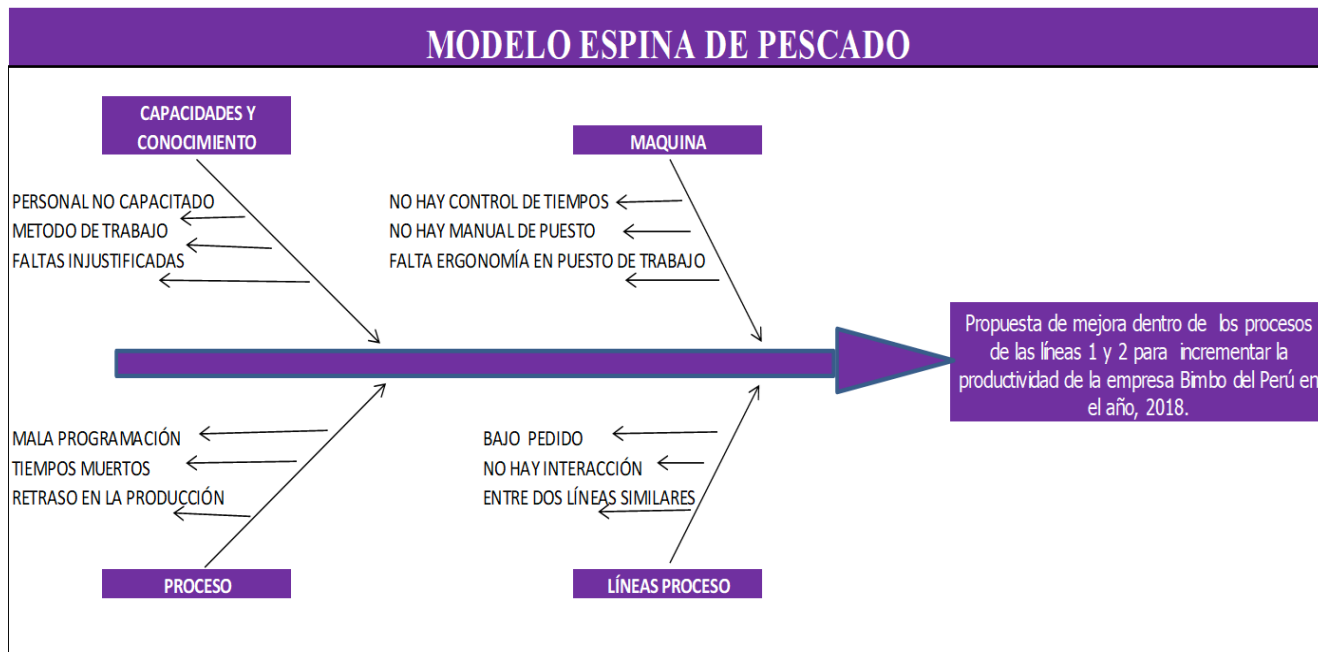 MODELO ESPINA DE PESCADO
CAPACIDADES Y
CONOCIMIENTO
MAQUINA
PERSONAL NO CAPACITADO
METODO DE TRABAJO
FALTAS INJUSTIFICADAS
NO HAY CONTROL DE TIEMPOS
NO HAY MANUAL DE PUESTO
FALTA ERGONOMÍA EN PUESTO DE TRABAJO
Propuesta de mejora dentro de los procesos
de las líneas 1 y 2 para incrementar la
productividad de la empresa Bimbo del Perú en
el año, 2018.
MALA PROGRAMACIÓN
TIEMPOS MUERTOS
RETRASO EN LA PRODUCCIÓN
BAJO PEDIDO
NO HAY INTERACCIÓN
ENTRE DOS LÍNEAS SIMILARES
PROCESO
LÍNEAS PROCESO